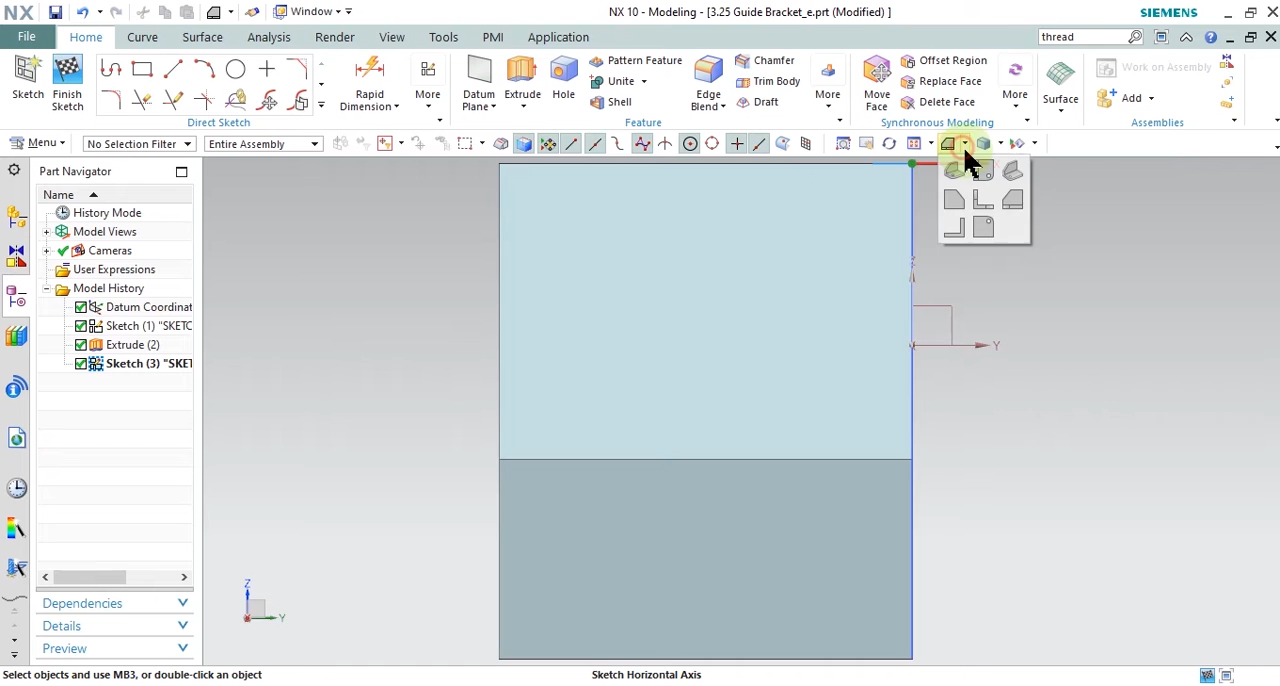 NX
Window
NX 10 - Modeling - [3.25 Guide Bracket_e.prt (Modified) ]
SIEMENS
File
Home
Curve
Surface
Analysis
Render
View
Tools
PMI
Application
thread
Sketch
Finish Sketch
Rapid Dimension
More
Datum Plane
Extrude
Hole
Pattern Feature
Unite
Shell
Edge Blend
Chamfer
Trim Body
Draft
More
Move Face
Offset Region
Replace Face
Delete Face
More
Surface
Work on Assembly
Add
Direct Sketch
Feature
Synchronous Modeling
Assemblies
Menu
No Selection Filter
Entire Assembly
Part Navigator
Name
History Mode
Model Views
Cameras
User Expressions
Model History
Datum Coordinat
Sketch (1) "SKETC
Extrude (2)
Sketch (3) "SKET
Dependencies
Details
Preview
Y
Z
Y
Select objects and use MB3, or double-click an object
Sketch Horizontal Axis